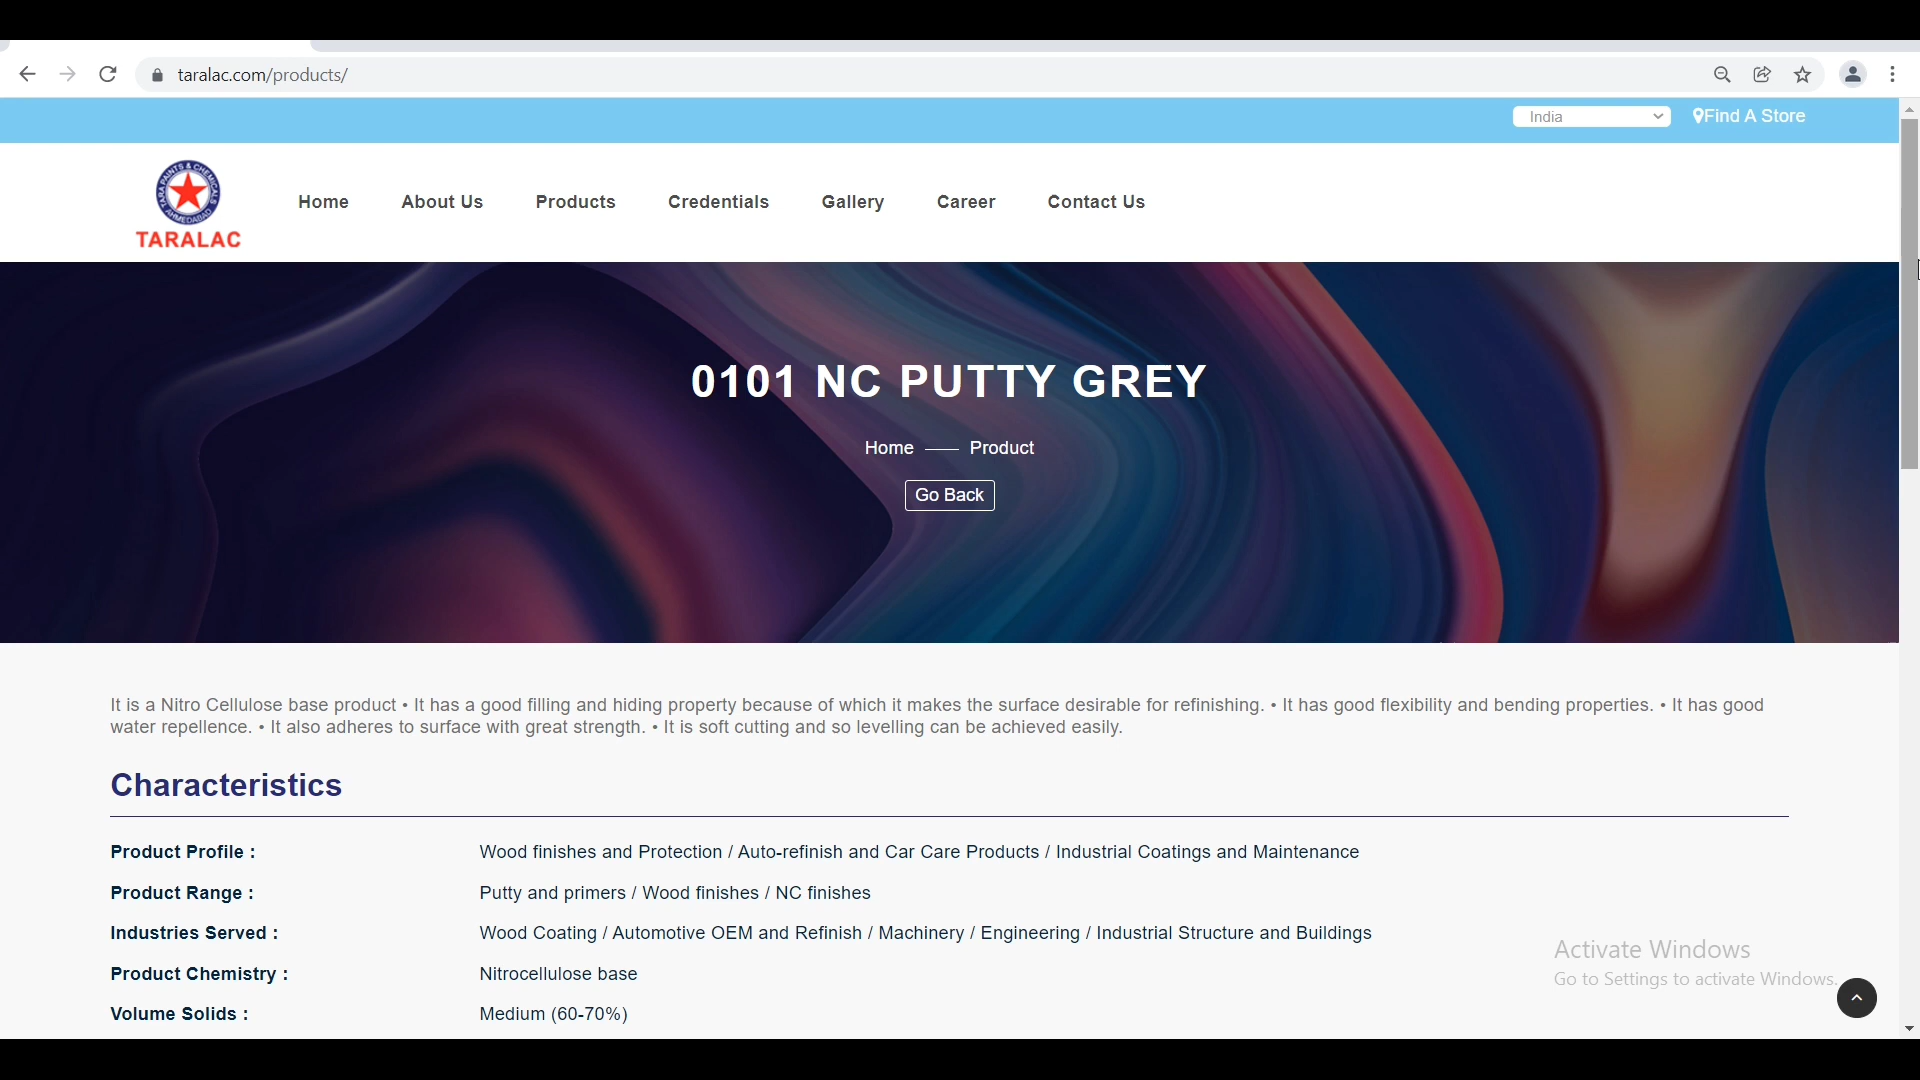 taralac.com/products/
India
Find A Store
TARA PAINTS & CHEMICALS
AHMEDABAD
TARALAC
Home
About Us
Products
Credentials
Gallery
Career
Contact Us
0101 NC PUTTY GREY
Home
Product
Go Back
It is a Nitro Cellulose base product • It has a good filling and hiding property because of which it makes the surface desirable for refinishing. • It has good flexibility and bending properties. • It has good
water repellence. • It also adheres to surface with great strength. • It is soft cutting and so levelling can be achieved easily.
Characteristics
Product Profile : Wood finishes and Protection / Auto-refinish and Car Care Products / Industrial Coatings and Maintenance
Product Range : Putty and primers / Wood finishes / NC finishes
Industries Served : Wood Coating / Automotive OEM and Refinish / Machinery / Engineering / Industrial Structure and Buildings
Product Chemistry : Nitrocellulose base
Volume Solids : Medium (60-70%)
Activate Windows
Go to Settings to activate Windows.